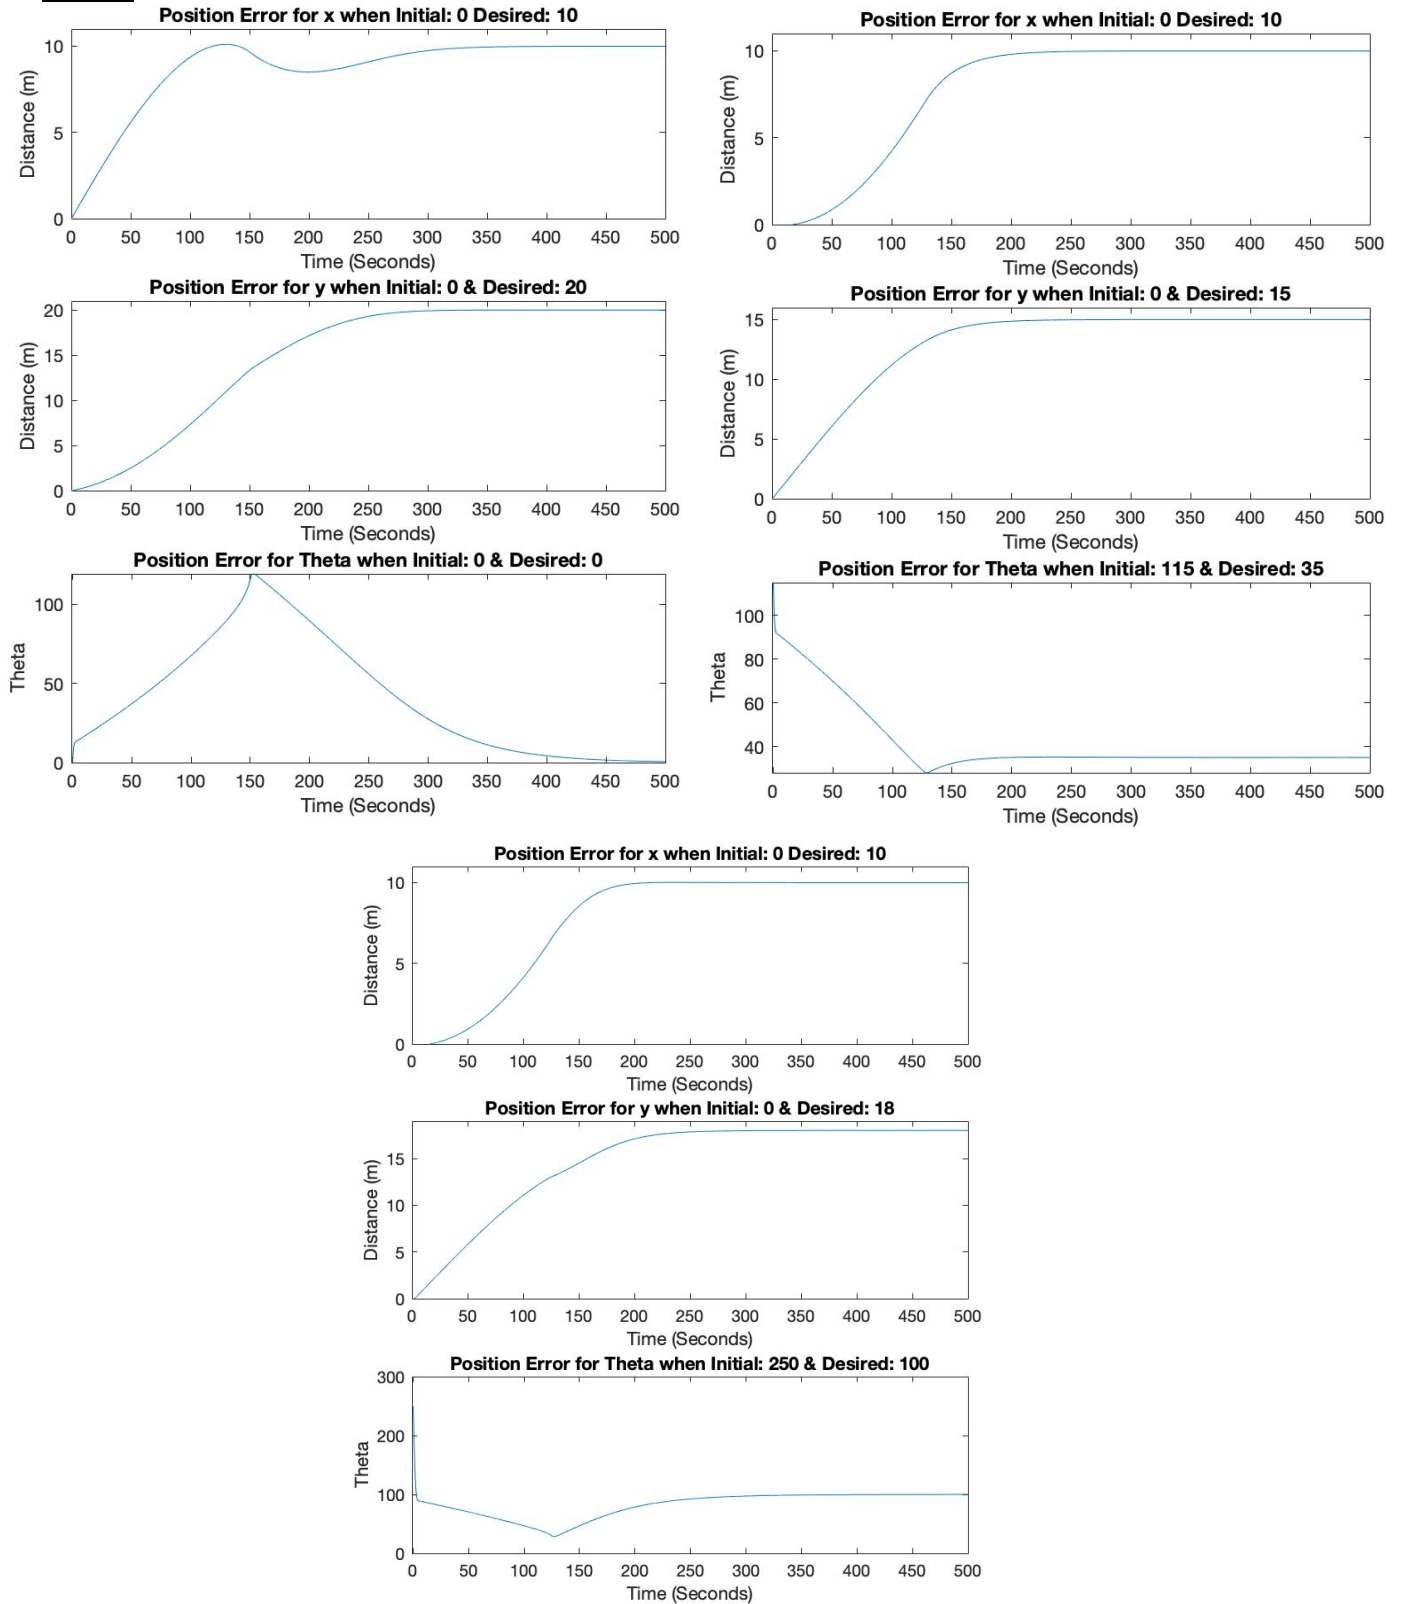 Position Error for x when Initial: 0 Desired: 10
10
5
0
Distance (m)
0 50 100 150 200 250 300 350 400 450 500
Time (Seconds)
Position Error for y when Initial: 0 & Desired: 20
20
15
10
5
0
Distance (m)
0 50 100 150 200 250 300 350 400 450 500
Time (Seconds)
Position Error for Theta when Initial: 0 & Desired: 0
100
50
0
Theta
0 50 100 150 200 250 300 350 400 450 500
Time (Seconds)
Position Error for x when Initial: 0 Desired: 10
10
5
0
Distance (m)
0 50 100 150 200 250 300 350 400 450 500
Time (Seconds)
Position Error for y when Initial: 0 & Desired: 15
15
10
5
0
Distance (m)
0 50 100 150 200 250 300 350 400 450 500
Time (Seconds)
Position Error for Theta when Initial: 115 & Desired: 35
100
80
60
40
Theta
0 50 100 150 200 250 300 350 400 450 500
Time (Seconds)
Position Error for x when Initial: 0 Desired: 10
10
5
0
Distance (m)
0 50 100 150 200 250 300 350 400 450 500
Time (Seconds)
Position Error for y when Initial: 0 & Desired: 18
15
10
5
0
Distance (m)
0 50 100 150 200 250 300 350 400 450 500
Time (Seconds)
Position Error for Theta when Initial: 250 & Desired: 100
300
200
100
0
Theta
0 50 100 150 200 250 300 350 400 450 500
Time (Seconds)